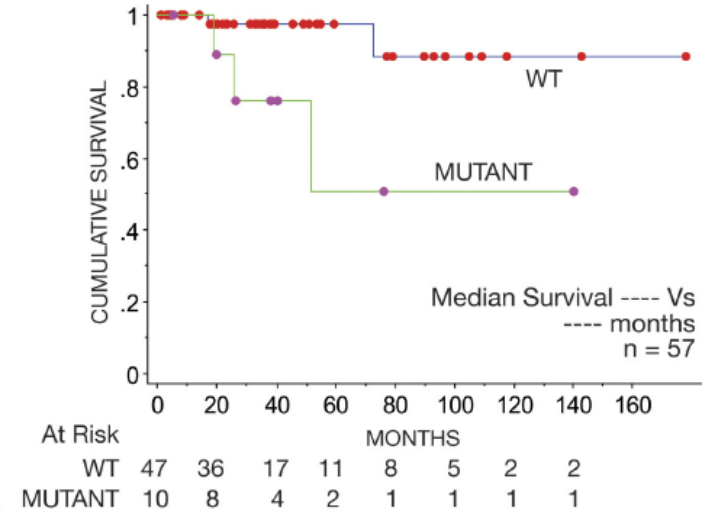 CUMULATIVE SURVIVAL
1
.8
.6
.4
.2
0
WT
MUTANT
Median Survival ---- Vs
---- months
n = 57
0 20 40 60 80 100 120 140 160
At Risk MONTHS
WT 47 36 17 11 8 5 2 2
MUTANT 10 8 4 2 1 1 1 1